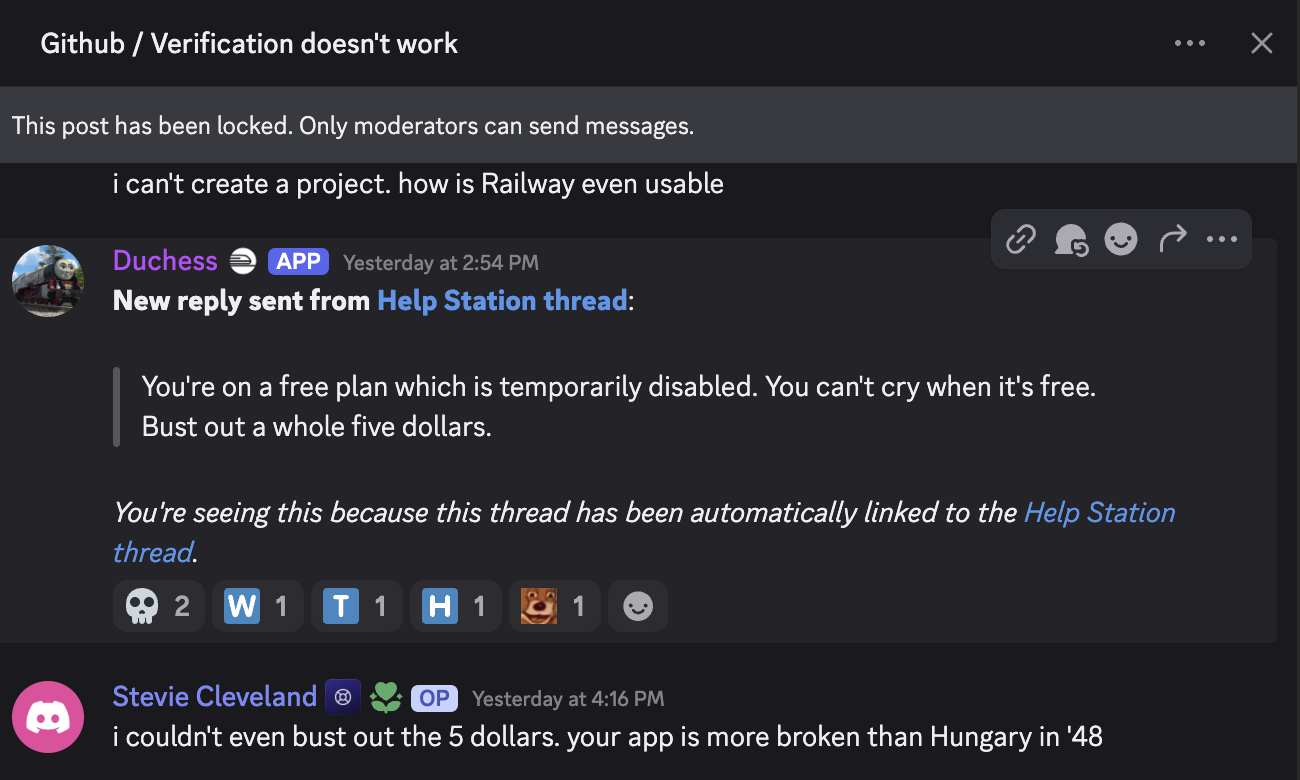 Github / Verification doesn't work
This post has been locked. Only moderators can send messages.
i can't create a project. how is Railway even usable
Duchess APP Yesterday at 2:54 PM
New reply sent from Help Station thread:
You're on a free plan which is temporarily disabled. You can't cry when it's free.
Bust out a whole five dollars.
You're seeing this because this thread has been automatically linked to the Help Station
thread.
2 W 1 T 1 H 1 1
Stevie Cleveland OP Yesterday at 4:16 PM
i couldn't even bust out the 5 dollars. your app is more broken than Hungary in '48